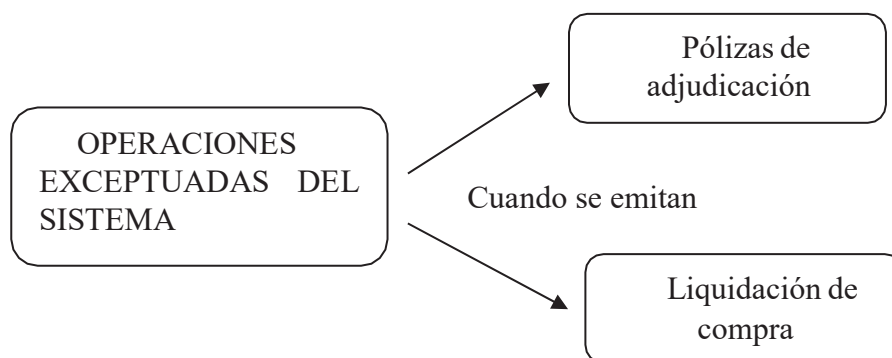 Pólizas de
adjudicación
OPERACIONES
EXCEPTUADAS DEL
SISTEMA
Cuando se emitan
Liquidación de
compra